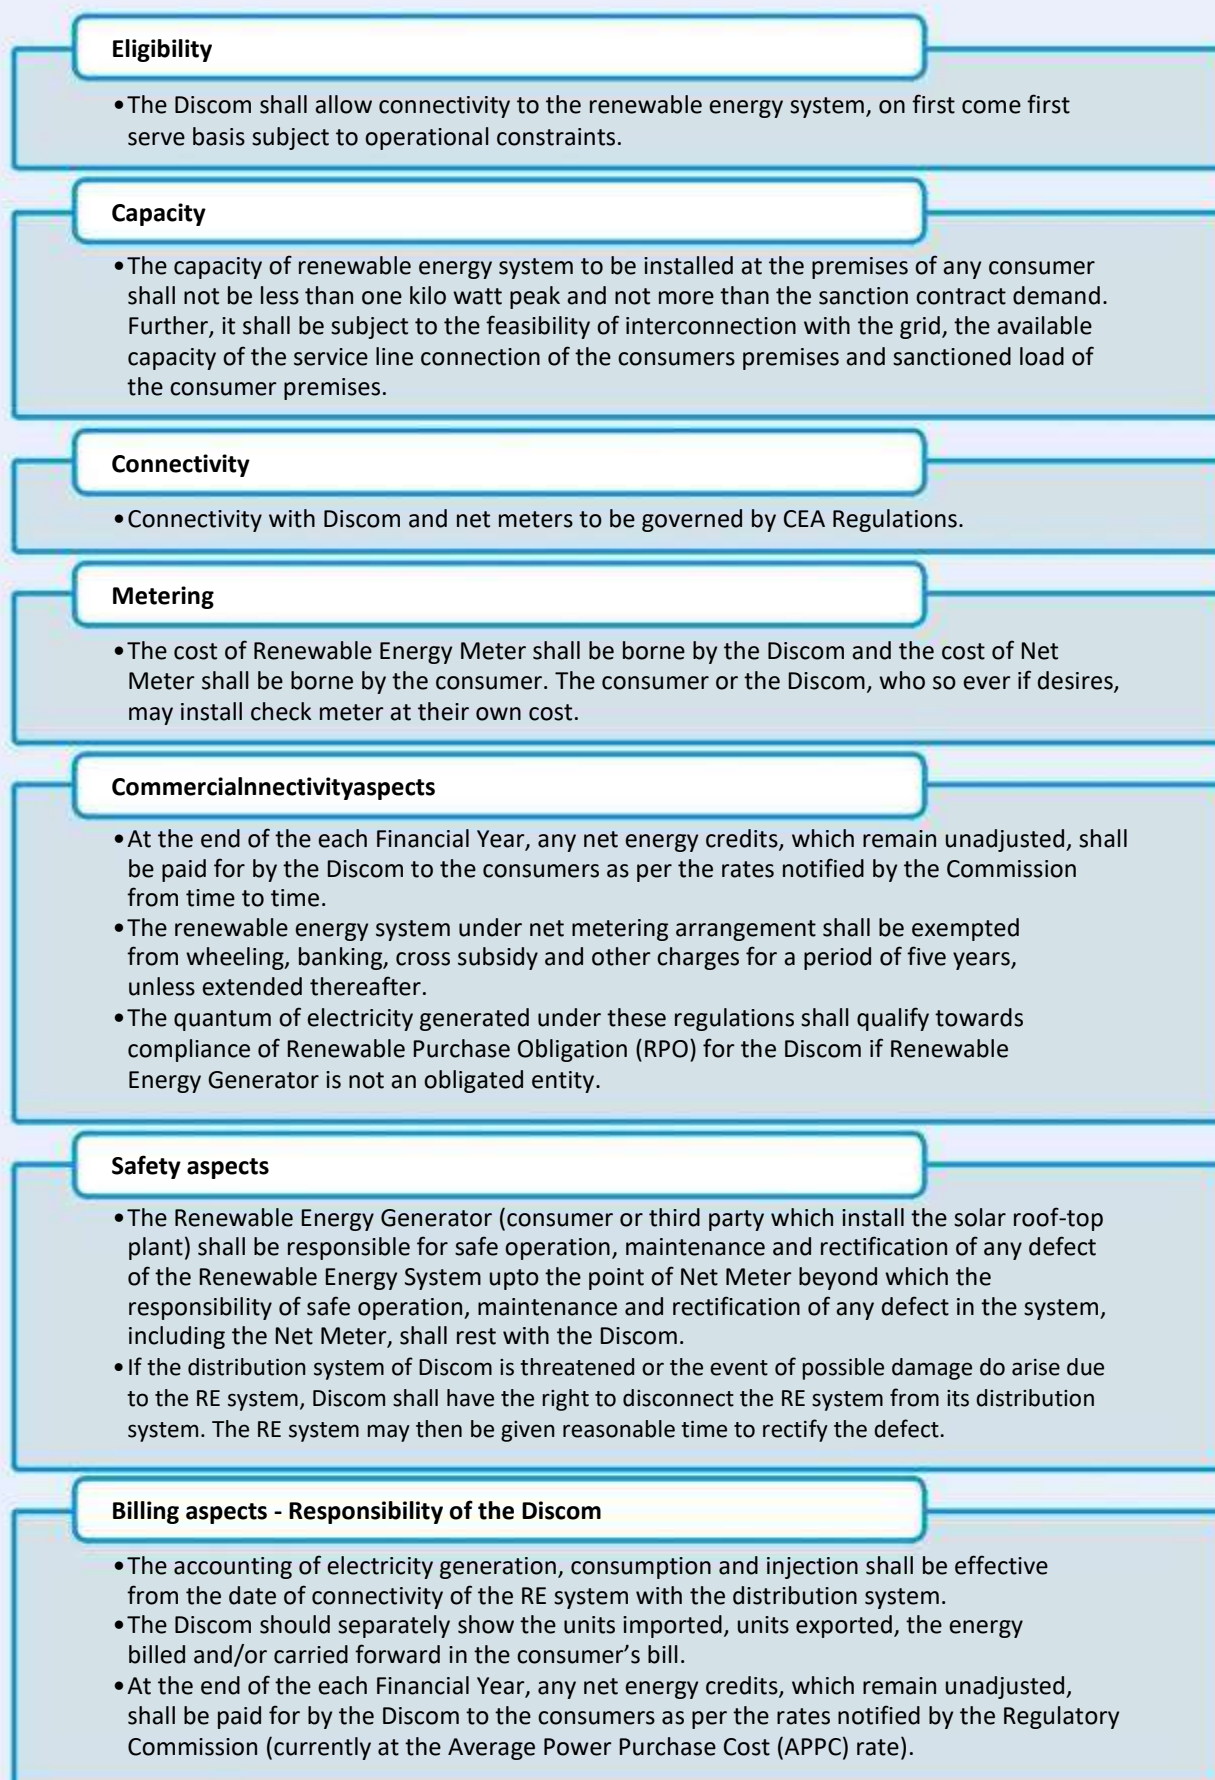 Eligibility
•The Discom shall allow connectivity to the renewable energy system, on first come first
serve basis subject to operational constraints.
Capacity
•The capacity of renewable energy system to be installed at the premises of any consumer
shall not be less than one kilo watt peak and not more than the sanction contract demand.
Further, it shall be subject to the feasibility of interconnection with the grid, the available
capacity of the service line connection of the consumers premises and sanctioned load of
the consumer premises.
Connectivity
•Connectivity with Discom and net meters to be governed by CEA Regulations.
Metering
•The cost of Renewable Energy Meter shall be borne by the Discom and the cost of Net
Meter shall be borne by the consumer. The consumer or the Discom, who so ever if desires,
may install check meter at their own cost.
Commercialnnectivityaspects
•At the end of the each Financial Year, any net energy credits, which remain unadjusted, shall
be paid for by the Discom to the consumers as per the rates notified by the Commission
from time to time.
•The renewable energy system under net metering arrangement shall be exempted
from wheeling, banking, cross subsidy and other charges for a period of five years,
unless extended thereafter.
•The quantum of electricity generated under these regulations shall qualify towards
compliance of Renewable Purchase Obligation (RPO) for the Discom if Renewable
Energy Generator is not an obligated entity.
Safety aspects
•The Renewable Energy Generator (consumer or third party which install the solar roof-top
plant) shall be responsible for safe operation, maintenance and rectification of any defect
of the Renewable Energy System upto the point of Net Meter beyond which the
responsibility of safe operation, maintenance and rectification of any defect in the system,
including the Net Meter, shall rest with the Discom.
•If the distribution system of Discom is threatened or the event of possible damage do arise due
to the RE system, Discom shall have the right to disconnect the RE system from its distribution
system. The RE system may then be given reasonable time to rectify the defect.
Billing aspects - Responsibility of the Discom
•The accounting of electricity generation, consumption and injection shall be effective
from the date of connectivity of the RE system with the distribution system.
•The Discom should separately show the units imported, units exported, the energy
billed and/or carried forward in the consumer’s bill.
•At the end of the each Financial Year, any net energy credits, which remain unadjusted,
shall be paid for by the Discom to the consumers as per the rates notified by the Regulatory
Commission (currently at the Average Power Purchase Cost (APPC) rate).